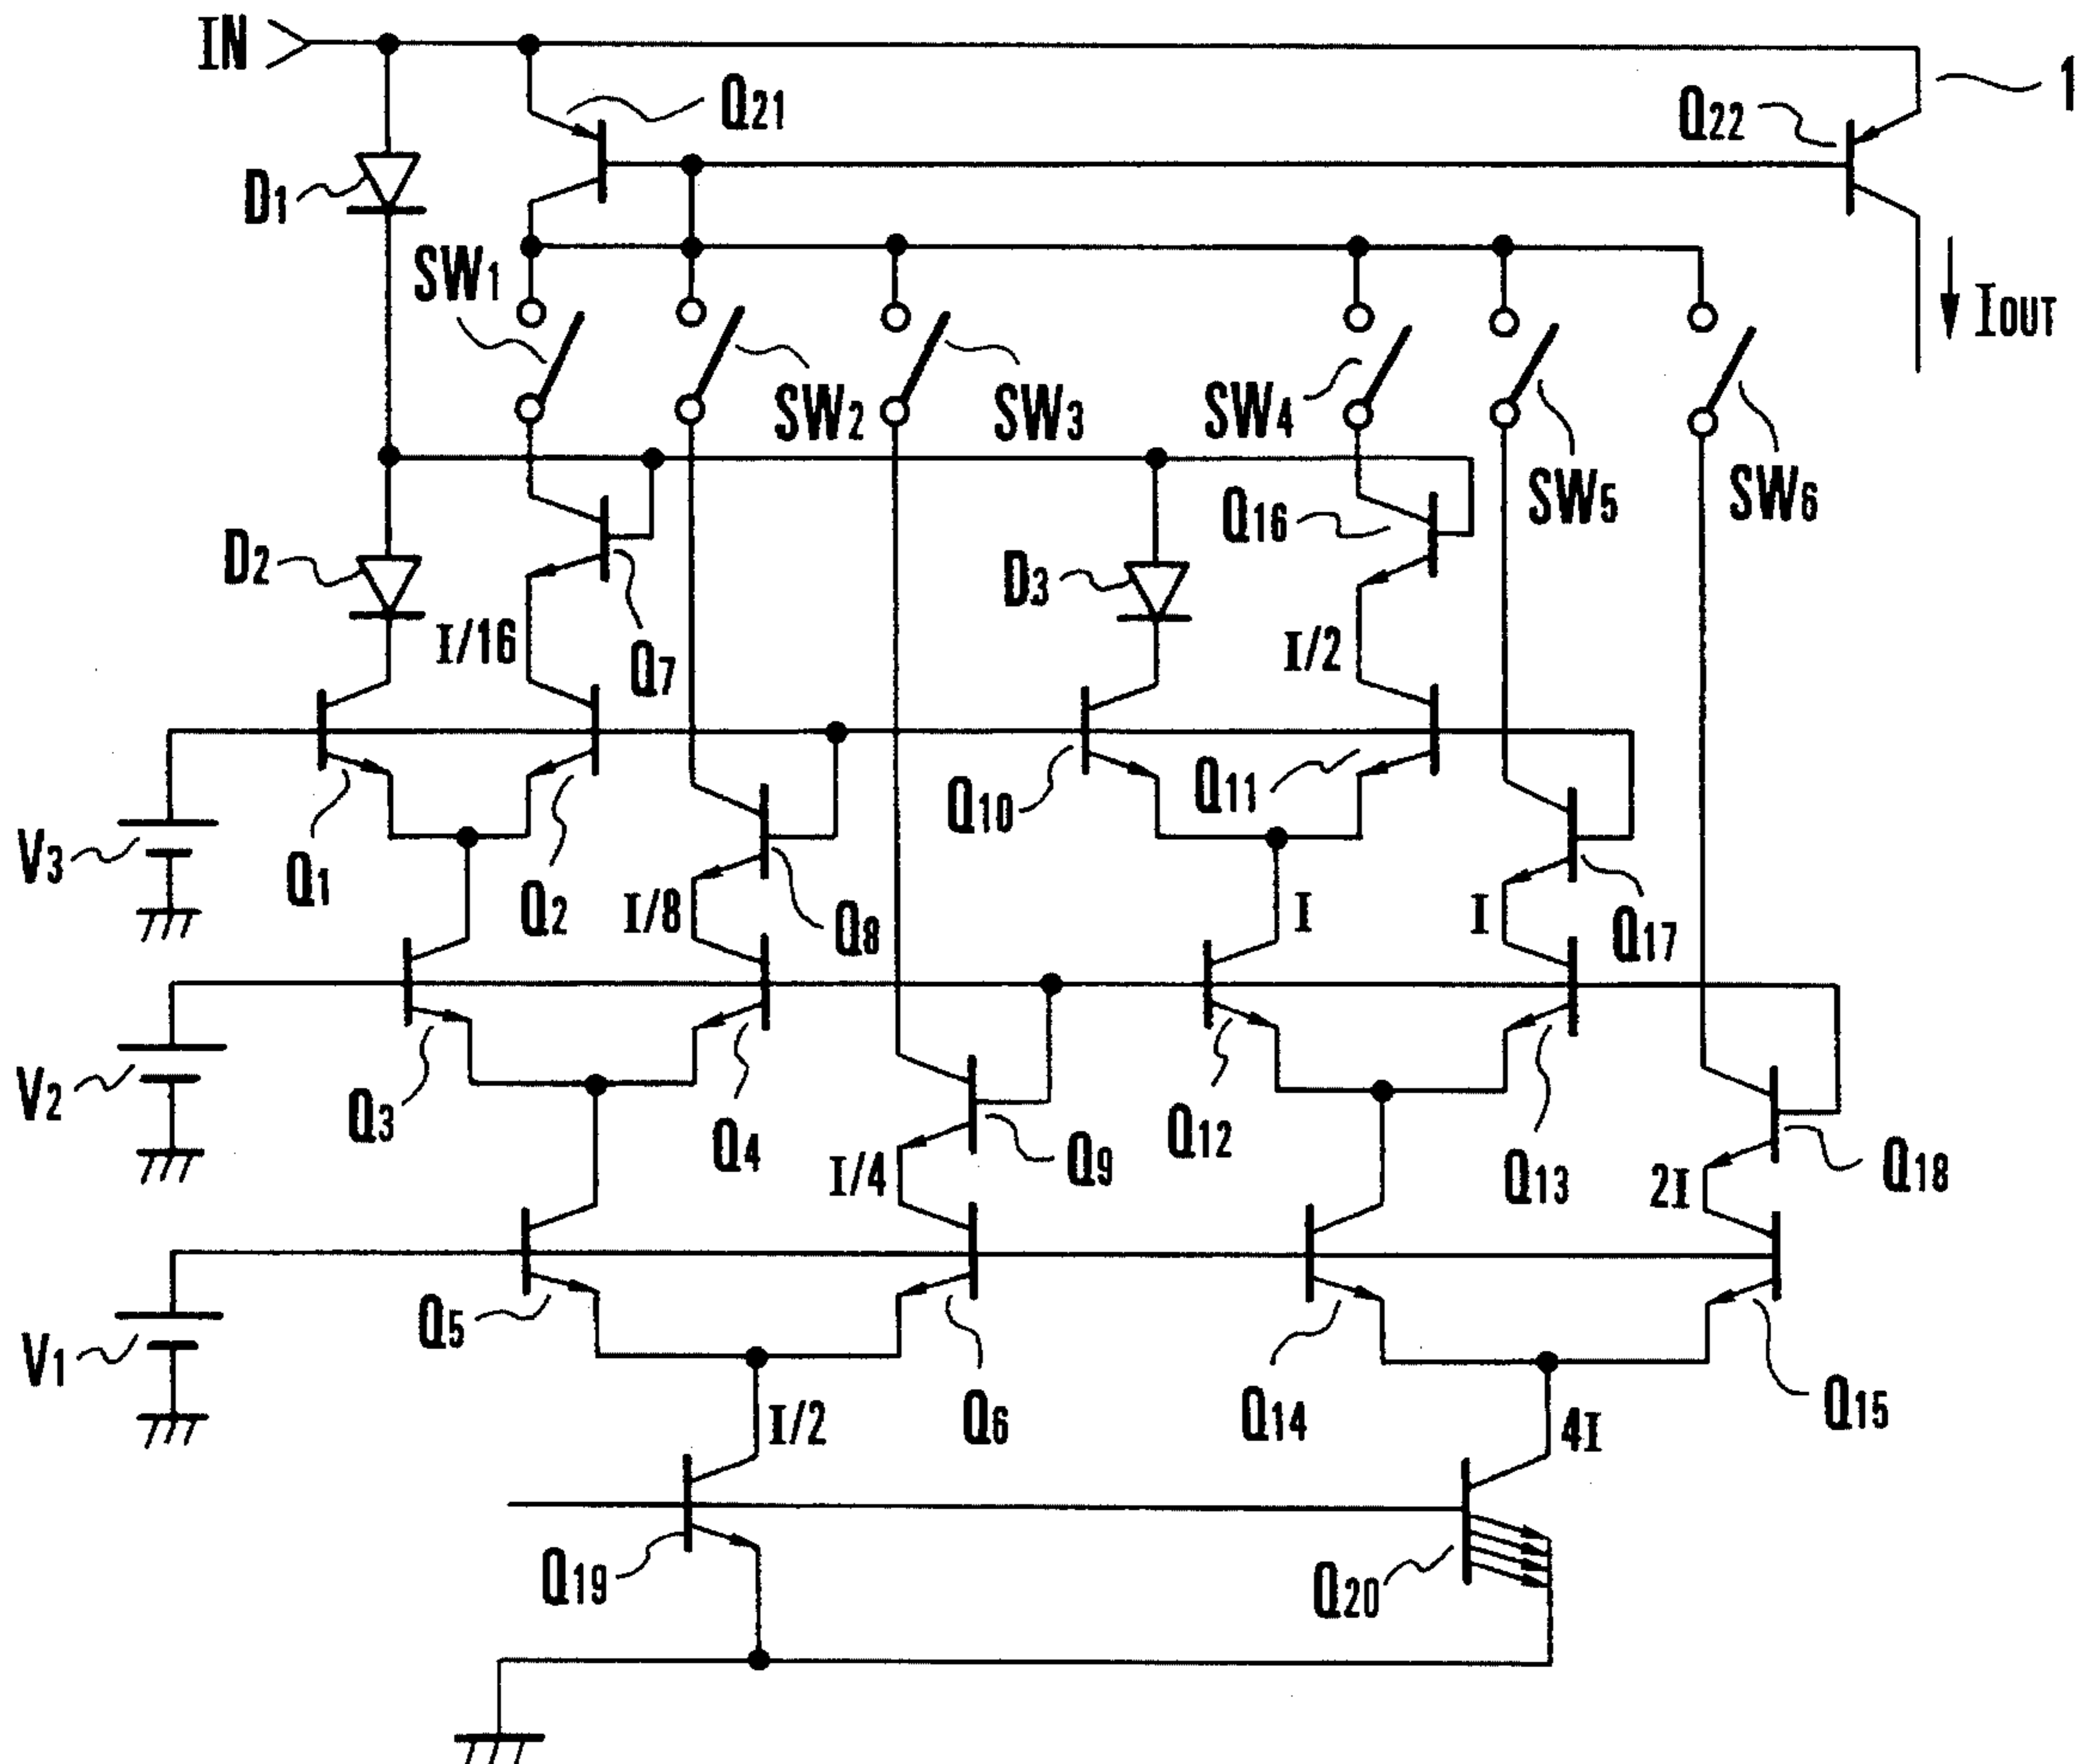 IN
Q21
Q22
1
D1
SW1
SW2
SW3
SW4
SW5
SW6
IOUT
D2
I/16
Q7
D3
Q16
I/2
V3
Q1
Q2
I/8
Q8
Q10
Q11
I
I
Q17
V2
Q3
Q4
I/4
Q9
Q12
Q13
2I
Q18
V1
Q5
Q6
I/2
Q14
4I
Q15
Q19
Q20